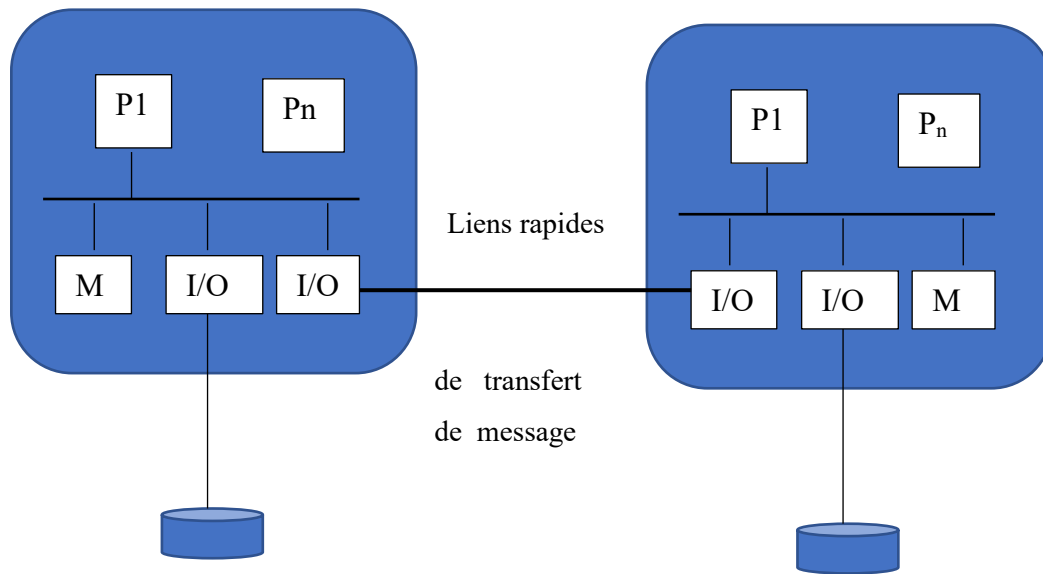 P1
Pn
M
I/O
I/O
Liens rapides
de transfert
de message
P1
Pn
I/O
I/O
M